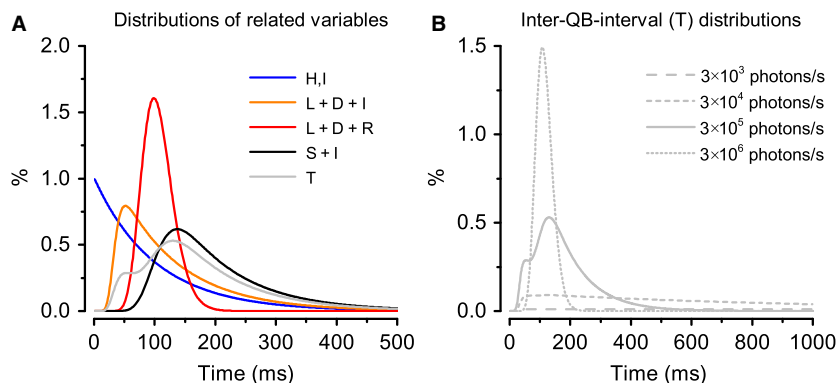 A
Distributions of related variables
2.0
1.5
1.0
0.5
0.0
%
H,I
L + D + I
L + D + R
S + I
T
0 100 200 300 400 500
Time (ms)
B
Inter-QB-interval (T) distributions
1.5
1.0
0.5
0.0
%
3×10³ photons/s
3×10⁴ photons/s
3×10⁵ photons/s
3×10⁶ photons/s
0 200 400 600 800 1000
Time (ms)